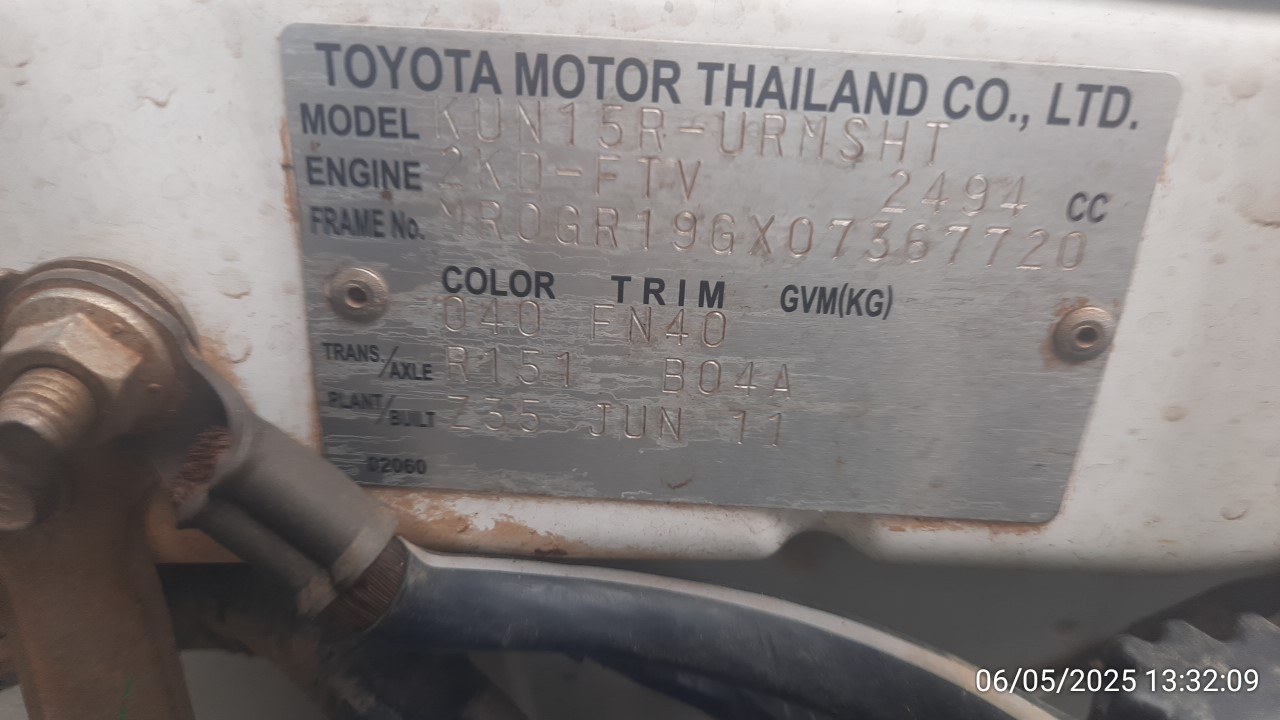 TOYOTA MOTOR THAILAND CO., LTD.
MODEL KUN15R-URMSHT
ENGINE 2KD-FTV 2494 CC
FRAME No. MR0GR19GX07367720
COLOR TRIM GVM(KG)
040 FN40
TRANS./AXLE R151 B04A
PLANT/BUILT Z35 JUN 11
02060
06/05/2025 13:32:09